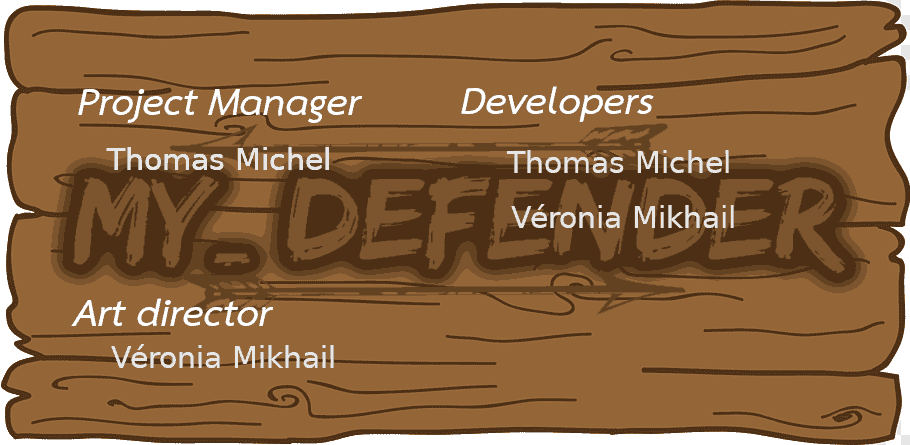 Project Manager
Thomas Michel
Developers
Thomas Michel
Véronia Mikhail
MY_DEFENDER
Art director
Véronia Mikhail